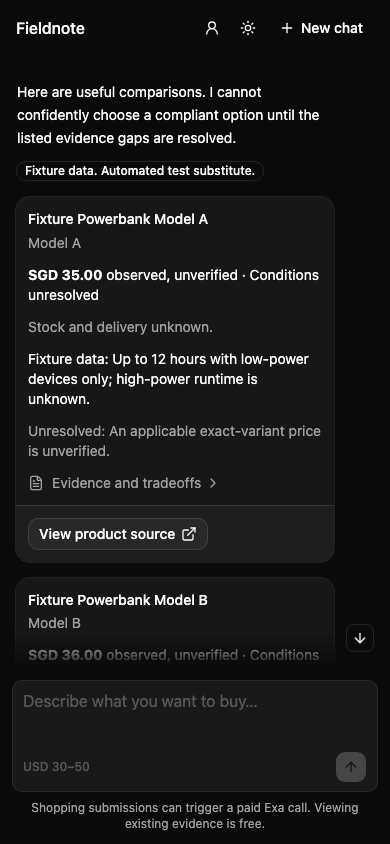 Fieldnote
New chat
Here are useful comparisons. I cannot
confidently choose a compliant option until the
listed evidence gaps are resolved.
Fixture data. Automated test substitute.
Fixture Powerbank Model A
Model A
SGD 35.00 observed, unverified · Conditions
unresolved
Stock and delivery unknown.
Fixture data: Up to 12 hours with low-power
devices only; high-power runtime is
unknown.
Unresolved: An applicable exact-variant price
is unverified.
Evidence and tradeoffs
View product source
Fixture Powerbank Model B
Model B
SGD 36.00 observed, unverified · Conditions
Describe what you want to buy...
USD 30–50
Shopping submissions can trigger a paid Exa call. Viewing
existing evidence is free.